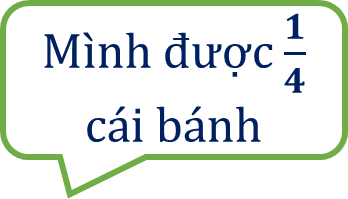 Mình được 1/4
cái bánh